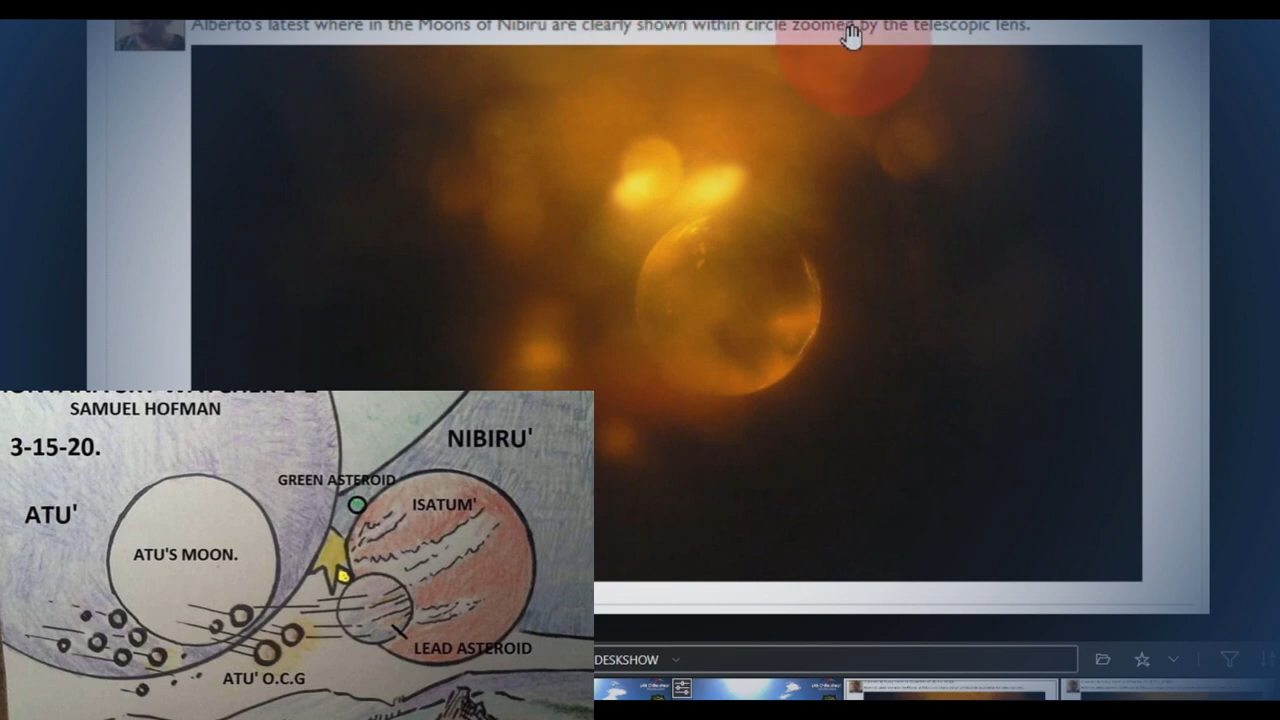 Alberto's latest where in the Moons of Nibiru are clearly shown within circle zoomed by the telescopic lens.
SAMUEL HOFMAN
3-15-20.
NIBIRU'
GREEN ASTEROID
ISATUM'
ATU'
ATU'S MOON.
LEAD ASTEROID
ATU' O.C.G
DESKSHOW